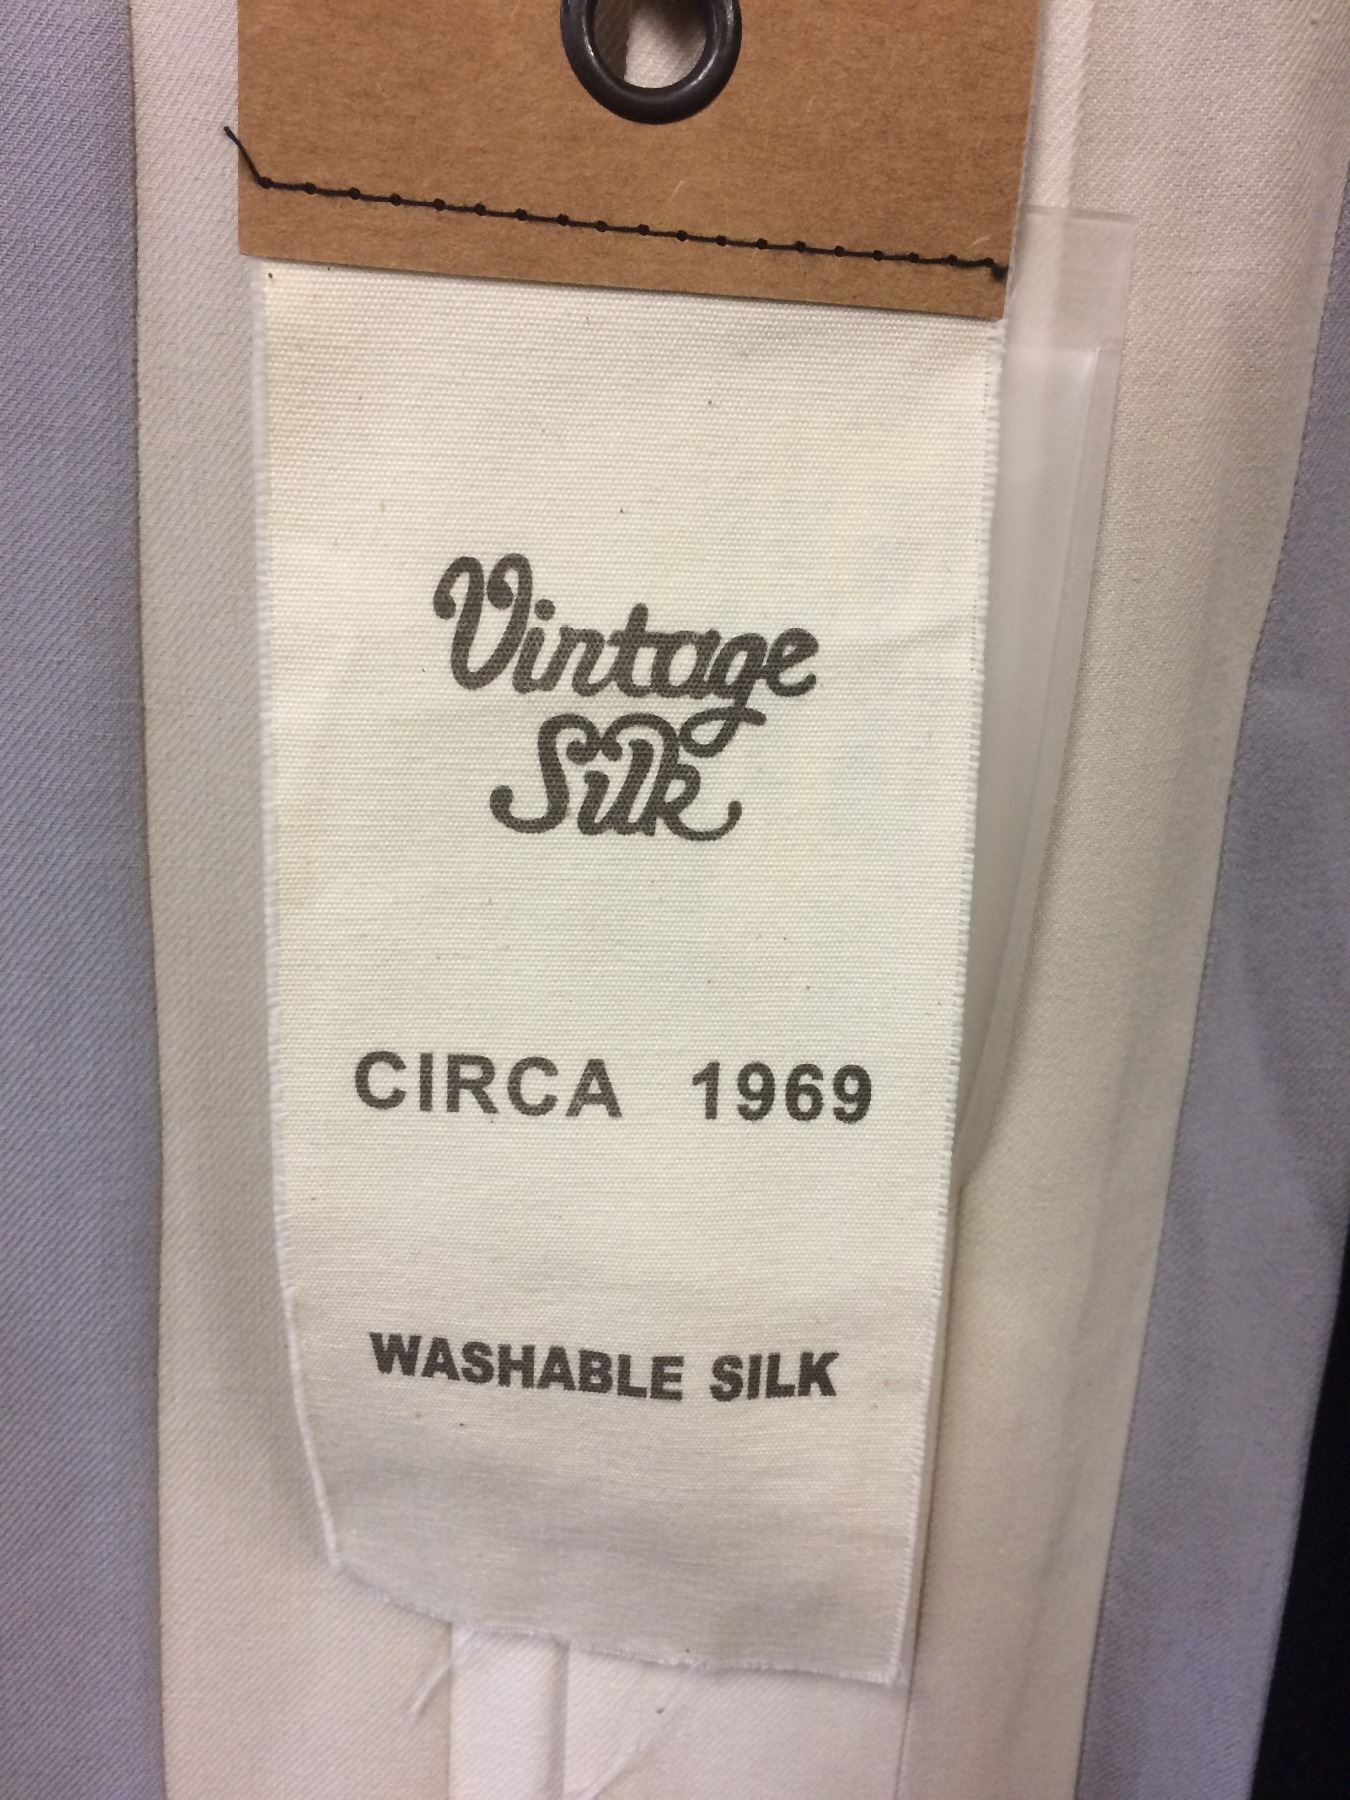 Vintage
Silk
CIRCA 1969
WASHABLE SILK